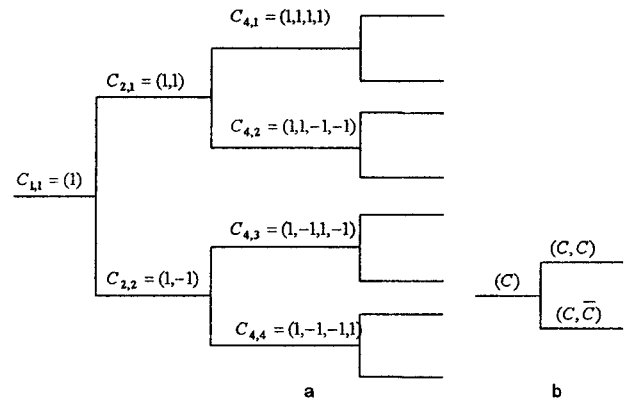 C₄,₁ = (1,1,1,1)
C₂,₁ = (1,1)
C₄,₂ = (1,1,-1,-1)
C₁,₁ = (1)
C₄,₃ = (1,-1,1,-1)
C₂,₂ = (1,-1)
C₄,₄ = (1,-1,-1,1)
a
(C, C)
(C)
(C, C̅)
b